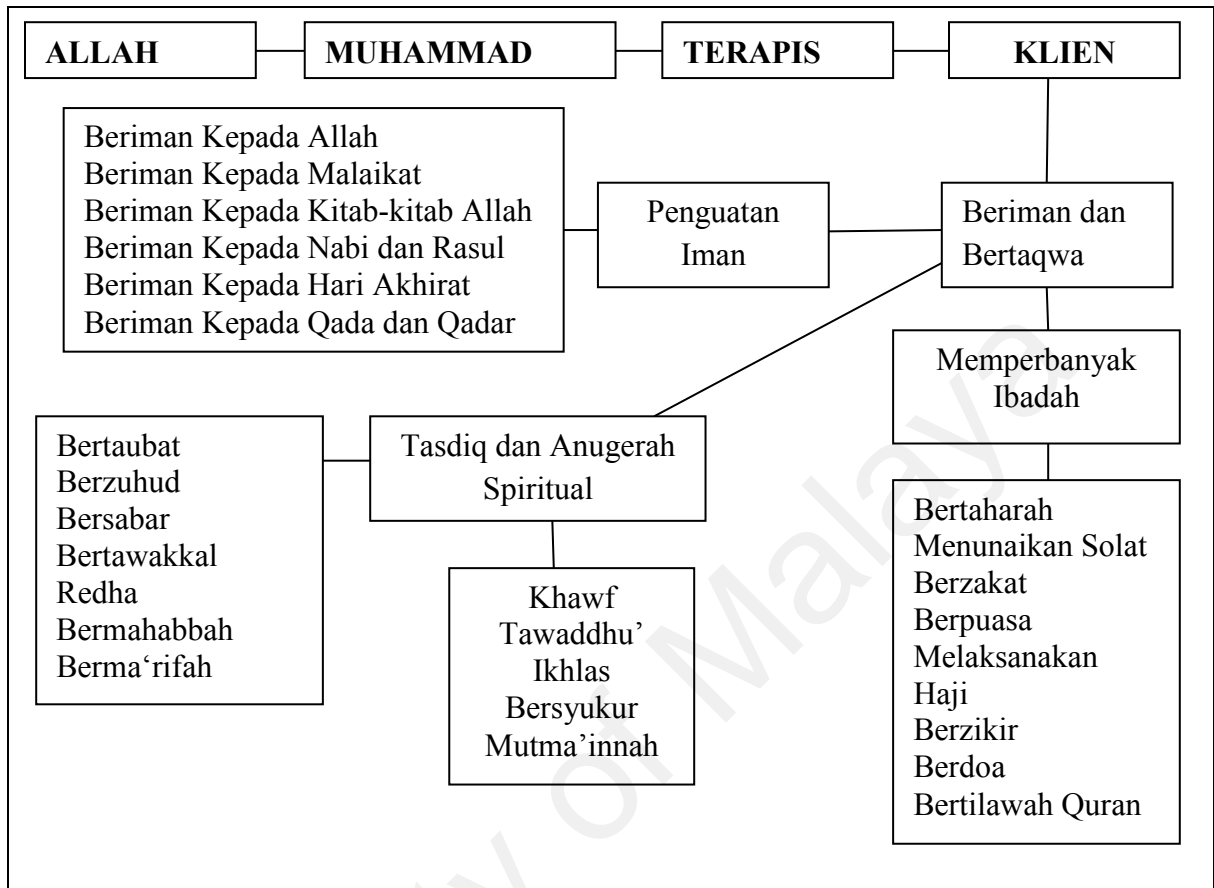 ALLAH
MUHAMMAD
TERAPIS
KLIEN
Beriman Kepada Allah
Beriman Kepada Malaikat
Beriman Kepada Kitab-kitab Allah
Beriman Kepada Nabi dan Rasul
Beriman Kepada Hari Akhirat
Beriman Kepada Qada dan Qadar
Penguatan
Iman
Beriman dan
Bertaqwa
Memperbanyak
Ibadah
Bertaubat
Berzuhud
Bersabar
Bertawakkal
Redha
Bermahabbah
Berma‘rifah
Tasdiq dan Anugerah
Spiritual
Khawf
Tawaddhu’
Ikhlas
Bersyukur
Mutma’innah
Bertaharah
Menunaikan Solat
Berzakat
Berpuasa
Melaksanakan
Haji
Berzikir
Berdoa
Bertilawah Quran
y of Malaya